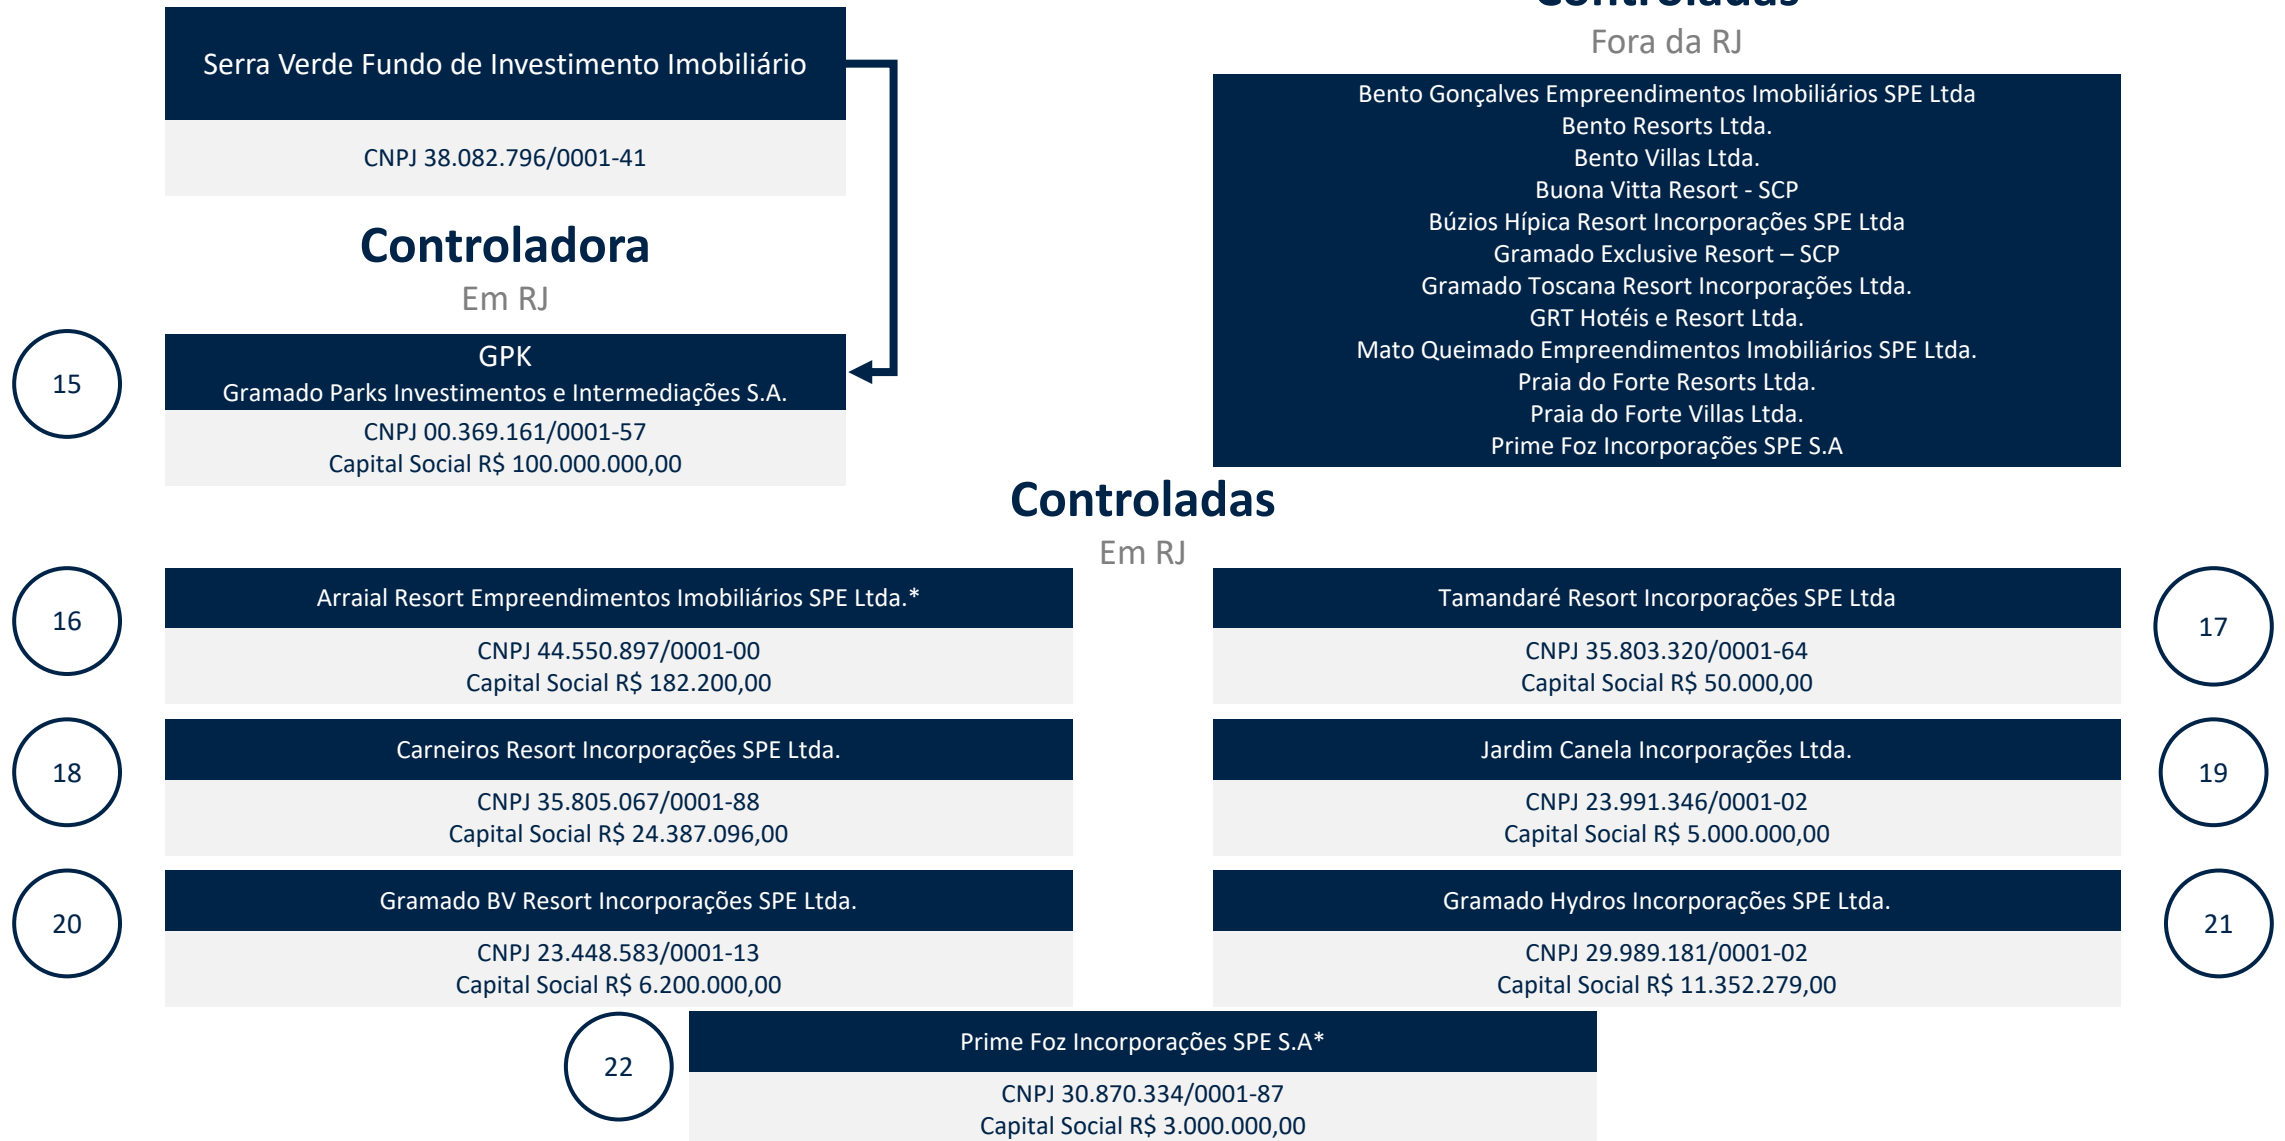 Serra Verde Fundo de Investimento Imobiliário
CNPJ 38.082.796/0001-41
Controladora
Em RJ
15
GPK
Gramado Parks Investimentos e Intermediações S.A.
CNPJ 00.369.161/0001-57
Capital Social R$ 100.000.000,00
Controladas
Fora da RJ
Bento Gonçalves Empreendimentos Imobiliários SPE Ltda
Bento Resorts Ltda.
Bento Villas Ltda.
Buona Vitta Resort - SCP
Búzios Hípica Resort Incorporações SPE Ltda
Gramado Exclusive Resort – SCP
Gramado Toscana Resort Incorporações Ltda.
GRT Hotéis e Resort Ltda.
Mato Queimado Empreendimentos Imobiliários SPE Ltda.
Praia do Forte Resorts Ltda.
Praia do Forte Villas Ltda.
Prime Foz Incorporações SPE S.A
Controladas
Em RJ
16
Arraial Resort Empreendimentos Imobiliários SPE Ltda.*
CNPJ 44.550.897/0001-00
Capital Social R$ 182.200,00
Tamandaré Resort Incorporações SPE Ltda
CNPJ 35.803.320/0001-64
Capital Social R$ 50.000,00
17
18
Carneiros Resort Incorporações SPE Ltda.
CNPJ 35.805.067/0001-88
Capital Social R$ 24.387.096,00
Jardim Canela Incorporações Ltda.
CNPJ 23.991.346/0001-02
Capital Social R$ 5.000.000,00
19
20
Gramado BV Resort Incorporações SPE Ltda.
CNPJ 23.448.583/0001-13
Capital Social R$ 6.200.000,00
Gramado Hydros Incorporações SPE Ltda.
CNPJ 29.989.181/0001-02
Capital Social R$ 11.352.279,00
21
22
Prime Foz Incorporações SPE S.A*
CNPJ 30.870.334/0001-87
Capital Social R$ 3.000.000,00